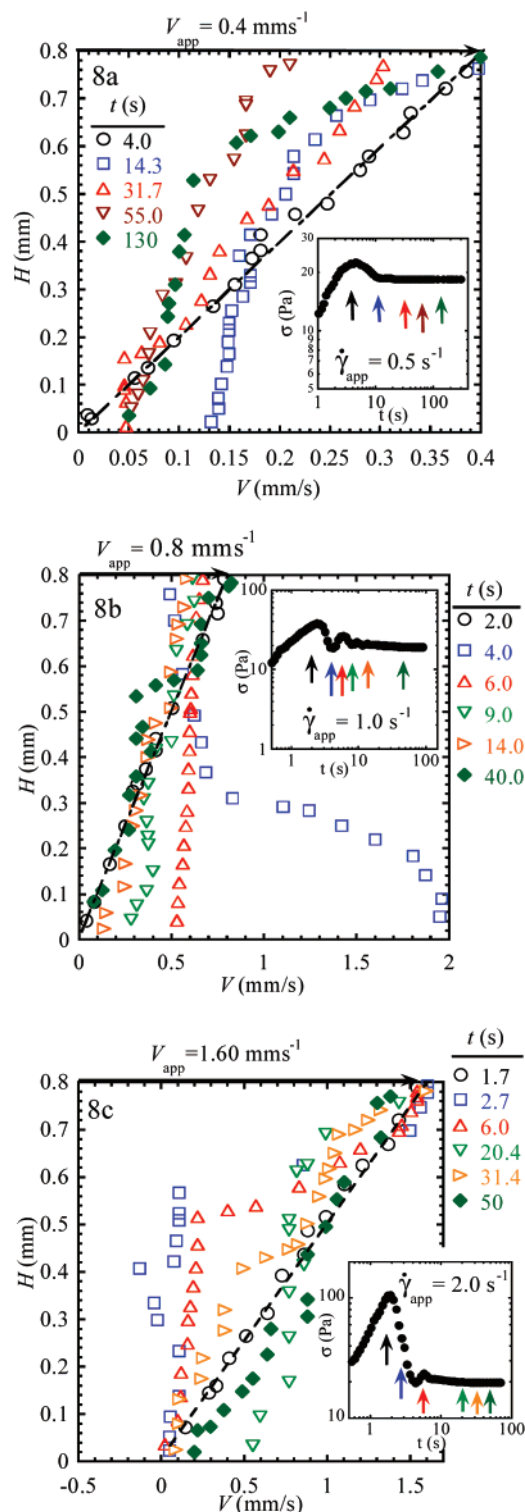 V_app = 0.4 mms⁻¹
0.8
8a
t (s)
4.0
14.3
31.7
55.0
130
0.7
0.6
0.5
0.4
0.3
0.2
0.1
0
H (mm)
30
20
10
9
8
7
6
5
σ (Pa)
γ̇_app = 0.5 s⁻¹
1 10 100
t (s)
0 0.05 0.1 0.15 0.2 0.25 0.3 0.35 0.4
V (mm/s)
V_app = 0.8 mms⁻¹
0.8
8b
t (s)
2.0
4.0
6.0
9.0
14.0
40.0
0.7
0.6
0.5
0.4
0.3
0.2
0.1
0
H (mm)
100
10
1
σ (Pa)
γ̇_app = 1.0 s⁻¹
1 10 100
t (s)
0 0.5 1 1.5 2
V (mm/s)
V_app =1.60 mms⁻¹
0.8
8c
t (s)
1.7
2.7
6.0
20.4
31.4
50
0.7
0.6
0.5
0.4
0.3
0.2
0.1
0
H (mm)
100
10
σ (Pa)
γ̇_app = 2.0 s⁻¹
1 10 100
t (s)
-0.5 0 0.5 1 1.5
V (mm/s)